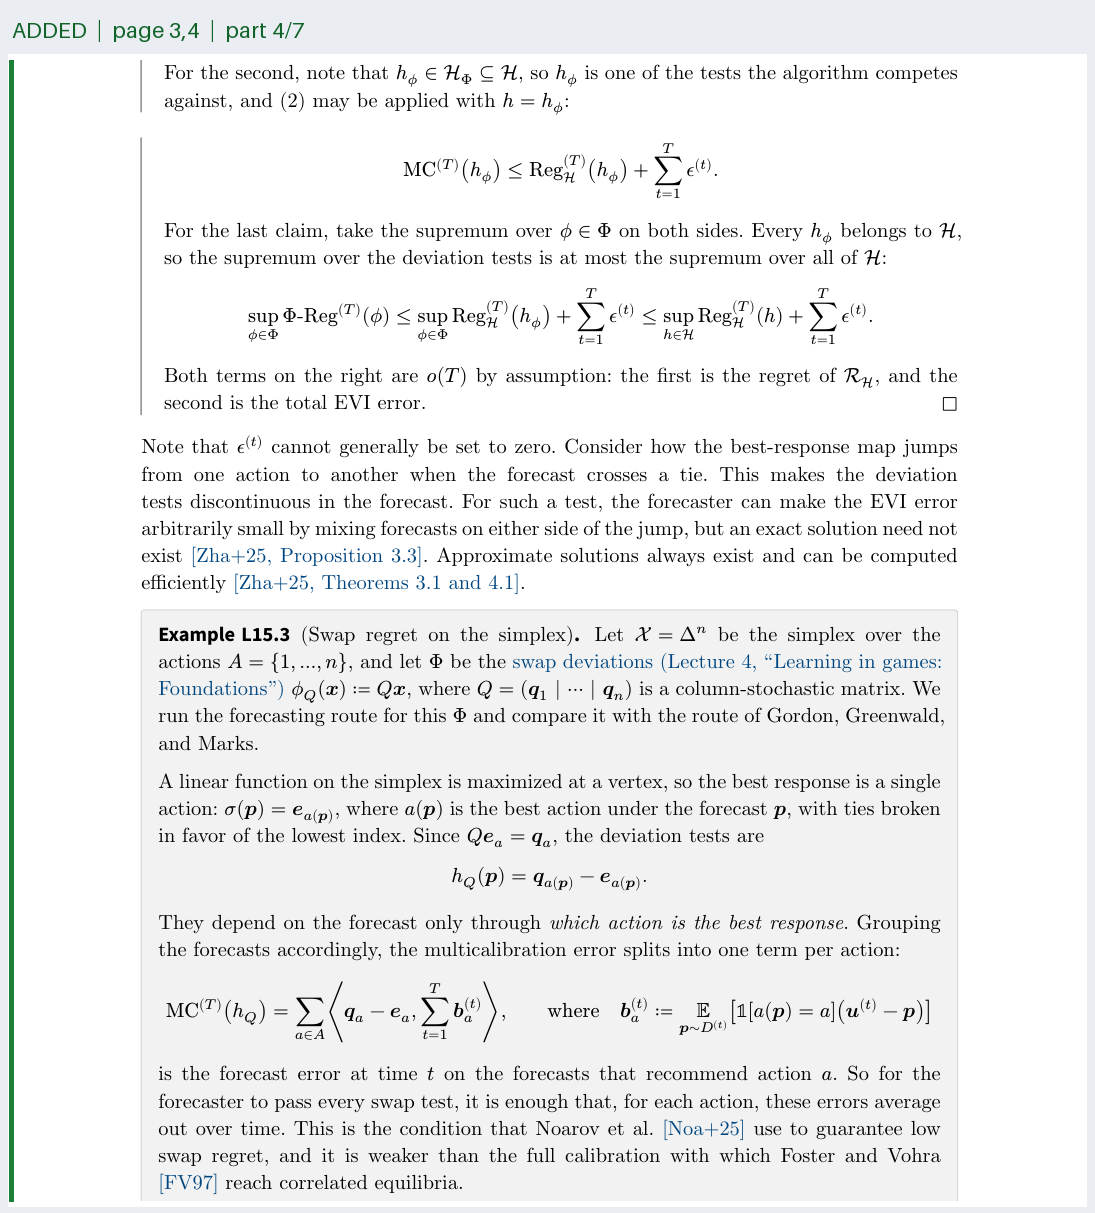 ADDED | page 3,4 | part 4/7
For the second, note that h_ϕ ∈ ℋ_Φ ⊆ ℋ, so h_ϕ is one of the tests the algorithm competes
against, and (2) may be applied with h = h_ϕ:
MC^(T)(h_ϕ) ≤ Reg_ℋ^(T)(h_ϕ) + ∑_{t=1}^T ϵ^(t).
For the last claim, take the supremum over ϕ ∈ Φ on both sides. Every h_ϕ belongs to ℋ,
so the supremum over the deviation tests is at most the supremum over all of ℋ:
sup_{ϕ∈Φ} Φ-Reg^(T)(ϕ) ≤ sup_{ϕ∈Φ} Reg_ℋ^(T)(h_ϕ) + ∑_{t=1}^T ϵ^(t) ≤ sup_{h∈ℋ} Reg_ℋ^(T)(h) + ∑_{t=1}^T ϵ^(t).
Both terms on the right are o(T) by assumption: the first is the regret of ℛ_ℋ, and the
second is the total EVI error. □
Note that ϵ^(t) cannot generally be set to zero. Consider how the best-response map jumps
from one action to another when the forecast crosses a tie. This makes the deviation
tests discontinuous in the forecast. For such a test, the forecaster can make the EVI error
arbitrarily small by mixing forecasts on either side of the jump, but an exact solution need not
exist [Zha+25, Proposition 3.3]. Approximate solutions always exist and can be computed
efficiently [Zha+25, Theorems 3.1 and 4.1].
Example L15.3 (Swap regret on the simplex). Let 𝒳 = Δ^n be the simplex over the
actions A = {1, ..., n}, and let Φ be the swap deviations (Lecture 4, “Learning in games:
Foundations”) ϕ_Q(x) ≔ Qx, where Q = (q_1 | ⋯ | q_n) is a column-stochastic matrix. We
run the forecasting route for this Φ and compare it with the route of Gordon, Greenwald,
and Marks.
A linear function on the simplex is maximized at a vertex, so the best response is a single
action: σ(p) = e_{a(p)}, where a(p) is the best action under the forecast p, with ties broken
in favor of the lowest index. Since Qe_a = q_a, the deviation tests are
h_Q(p) = q_{a(p)} − e_{a(p)}.
They depend on the forecast only through which action is the best response. Grouping
the forecasts accordingly, the multicalibration error splits into one term per action:
MC^(T)(h_Q) = ∑_{a∈A} ⟨q_a − e_a, ∑_{t=1}^T b_a^(t)⟩, where b_a^(t) ≔ 𝔼_{p∼D^(t)} [𝟙[a(p) = a](u^(t) − p)]
is the forecast error at time t on the forecasts that recommend action a. So for the
forecaster to pass every swap test, it is enough that, for each action, these errors average
out over time. This is the condition that Noarov et al. [Noa+25] use to guarantee low
swap regret, and it is weaker than the full calibration with which Foster and Vohra
[FV97] reach correlated equilibria.